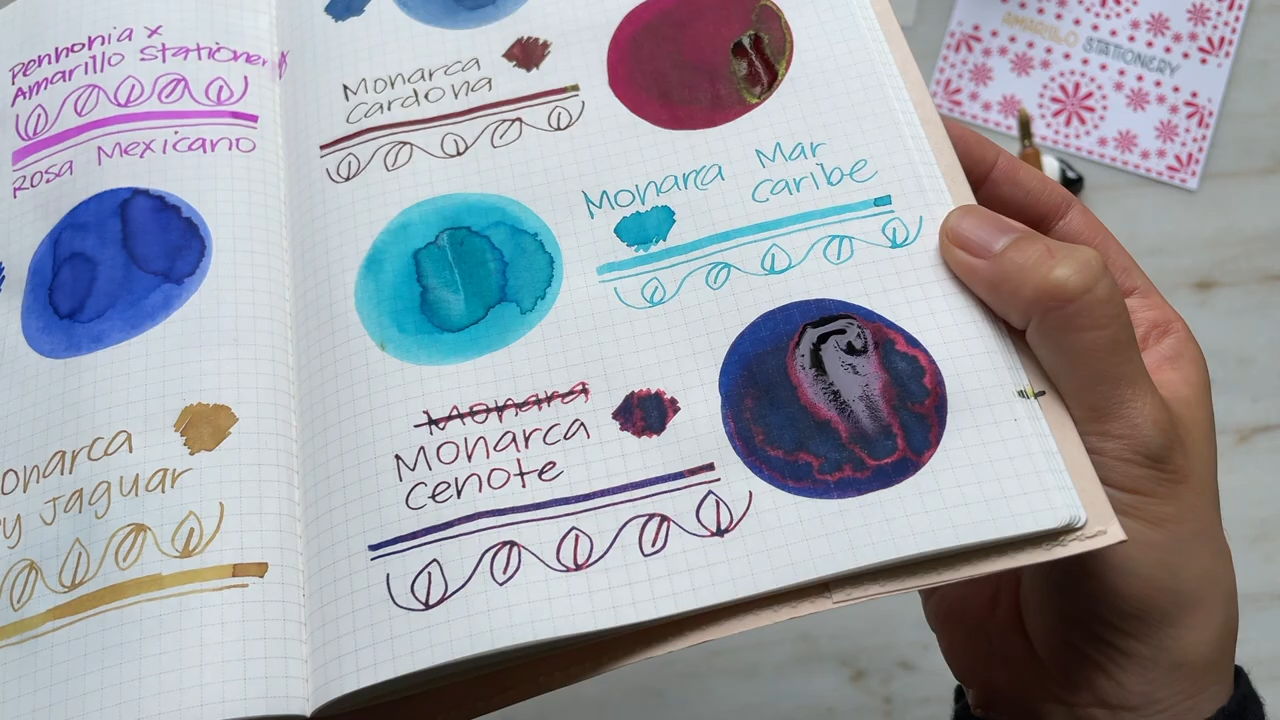 Pennonia x
Amarillo Stationery
Rosa Mexicano
onarca
y Jaguar
Monarca
Cardona
Monarca Mar
Caribe
Monara
Monarca
Cenote
AMARILLO STATIONERY